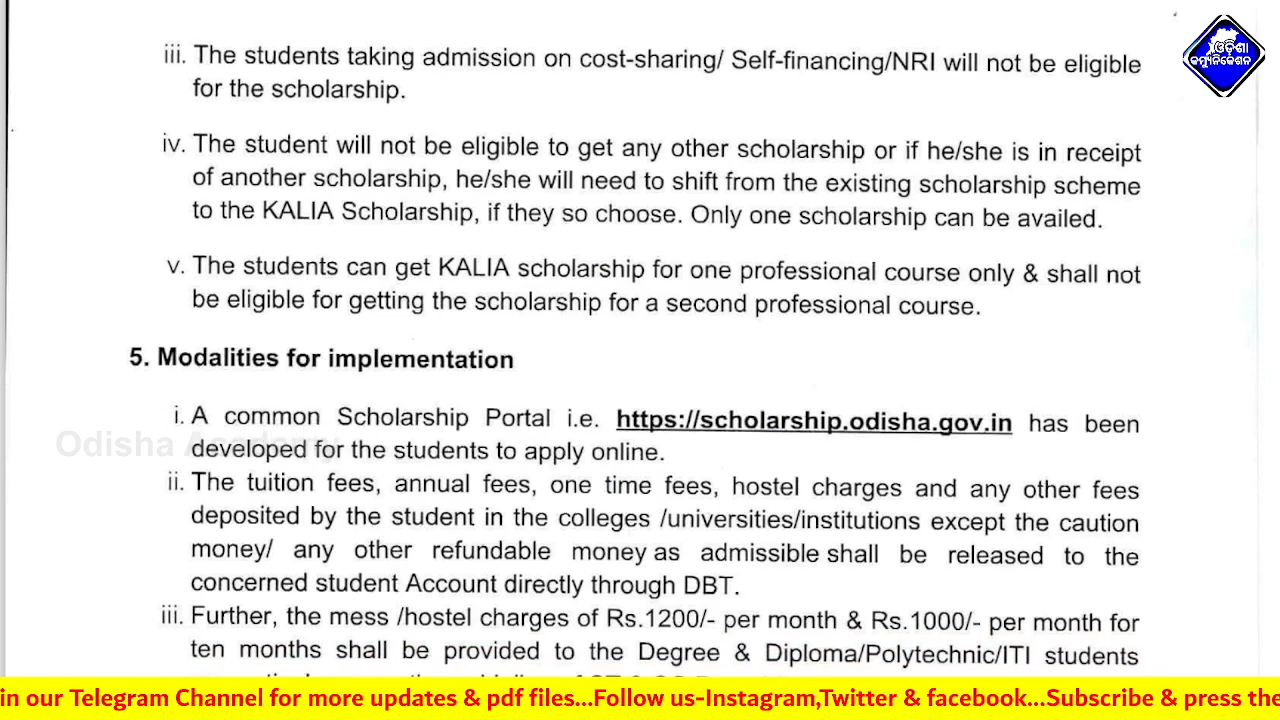 ଓଡ଼ିଶା
କମ୍ୟୁନିକେଶନ
iii. The students taking admission on cost-sharing/ Self-financing/NRI will not be eligible
for the scholarship.
iv. The student will not be eligible to get any other scholarship or if he/she is in receipt
of another scholarship, he/she will need to shift from the existing scholarship scheme
to the KALIA Scholarship, if they so choose. Only one scholarship can be availed.
v. The students can get KALIA scholarship for one professional course only & shall not
be eligible for getting the scholarship for a second professional course.
5. Modalities for implementation
i. A common Scholarship Portal i.e. https://scholarship.odisha.gov.in has been
Odisha Academy
developed for the students to apply online.
ii. The tuition fees, annual fees, one time fees, hostel charges and any other fees
deposited by the student in the colleges /universities/institutions except the caution
money/ any other refundable money as admissible shall be released to the
concerned student Account directly through DBT.
iii. Further, the mess /hostel charges of Rs.1200/- per month & Rs.1000/- per month for
ten months shall be provided to the Degree & Diploma/Polytechnic/ITI students
in our Telegram Channel for more updates & pdf files...Follow us-Instagram,Twitter & facebook...Subscribe & press the